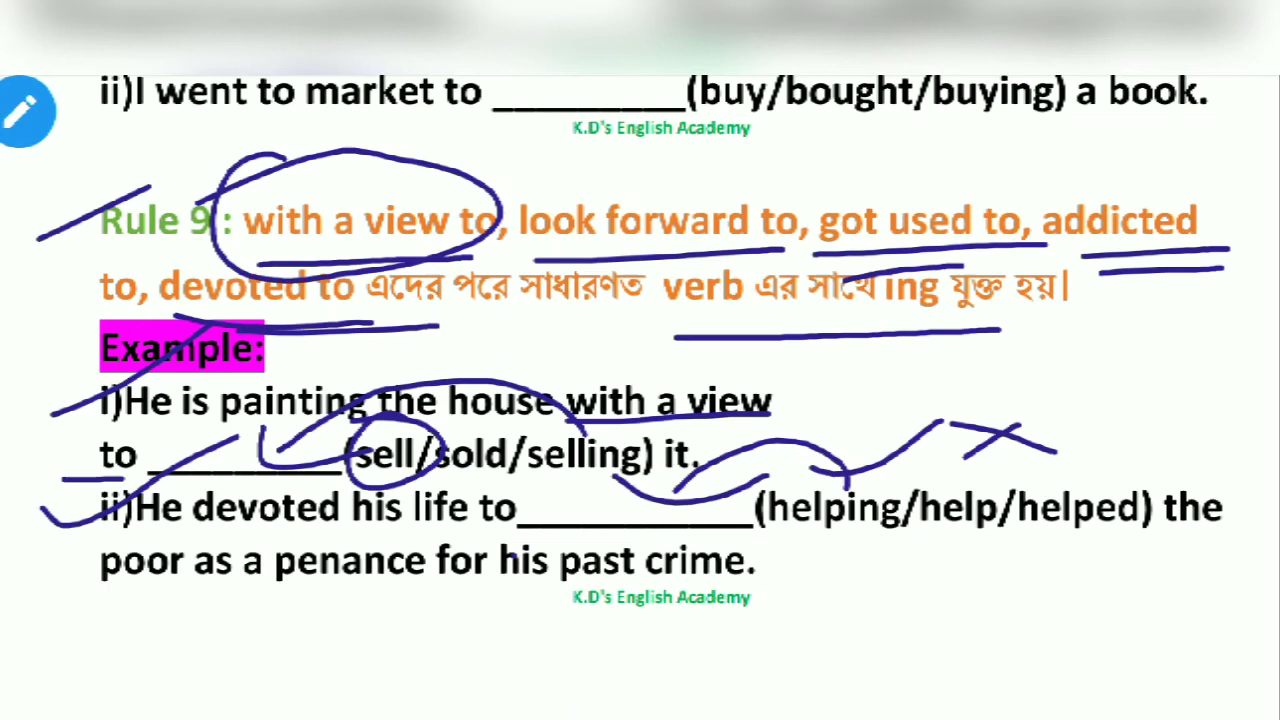 ii)I went to market to _________(buy/bought/buying) a book.
K.D's English Academy
Rule 9 : with a view to, look forward to, got used to, addicted
to, devoted to এদের পরে সাধারণত verb এর সাথে ing যুক্ত হয়।
Example:
i)He is painting the house with a view
to _________(sell/sold/selling) it.
ii)He devoted his life to___________(helping/help/helped) the
poor as a penance for his past crime.
K.D's English Academy